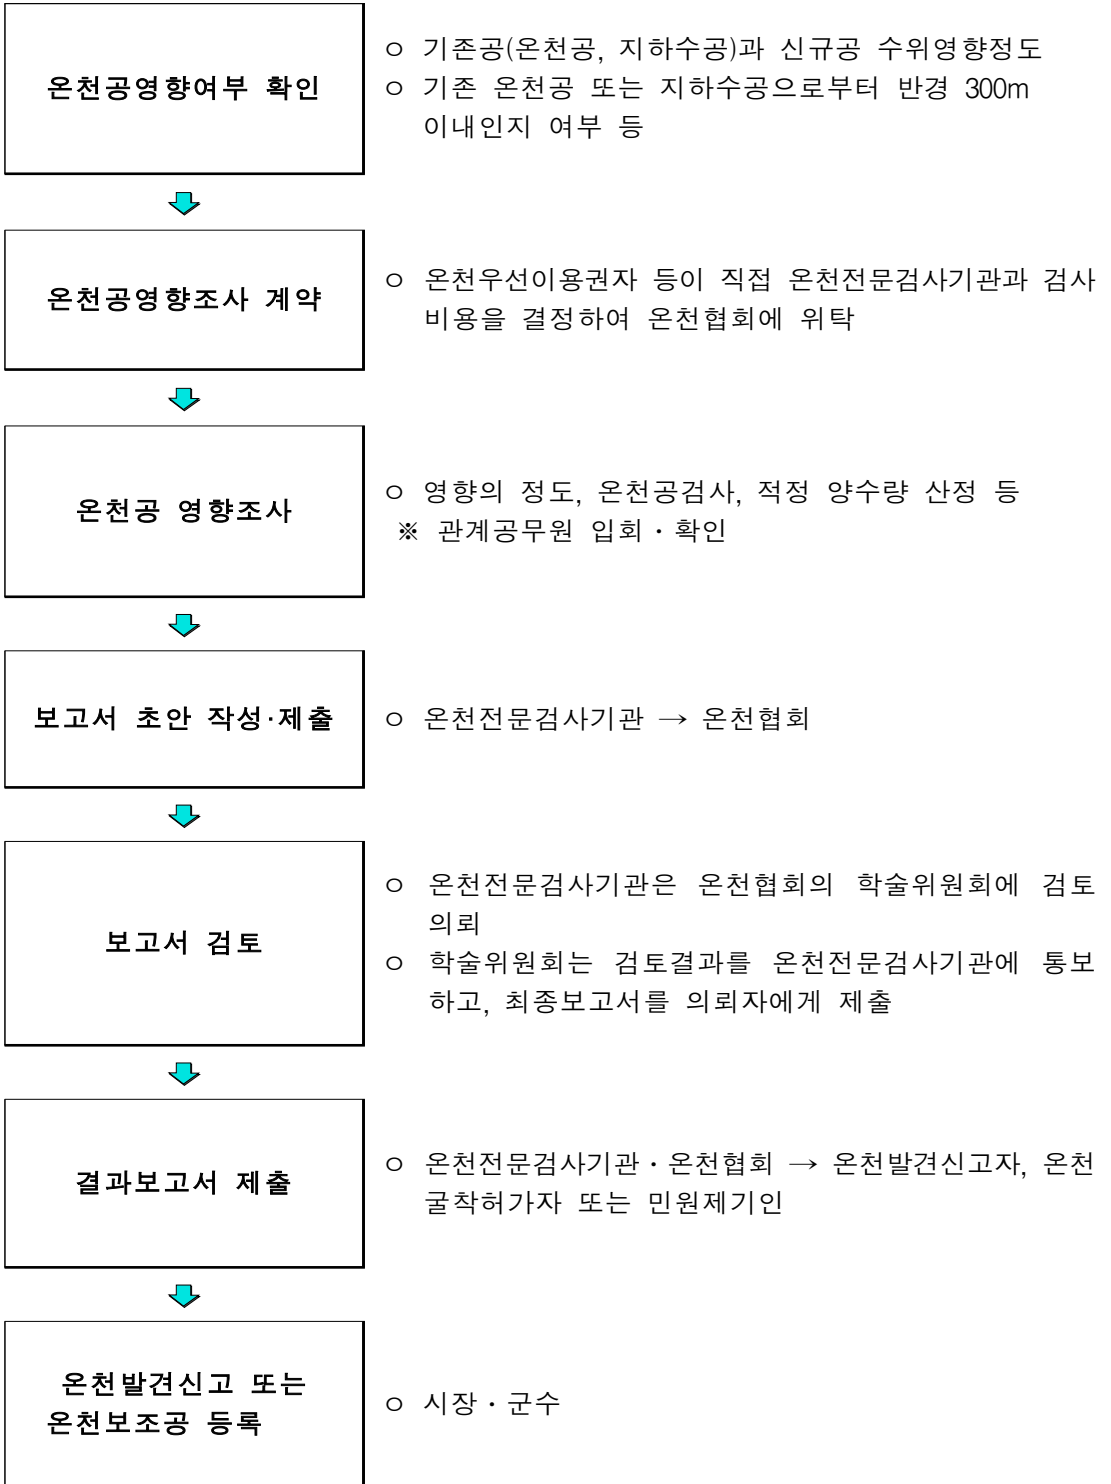 온천공영향여부 확인
ㅇ 기존공(온천공, 지하수공)과 신규공 수위영향정도
ㅇ 기존 온천공 또는 지하수공으로부터 반경 300m
이내인지 여부 등
온천공영향조사 계약
ㅇ 온천우선이용권자 등이 직접 온천전문검사기관과 검사
비용을 결정하여 온천협회에 위탁
온천공 영향조사
ㅇ 영향의 정도, 온천공검사, 적정 양수량 산정 등
※ 관계공무원 입회・확인
보고서 초안 작성·제출
ㅇ 온천전문검사기관 → 온천협회
보고서 검토
ㅇ 온천전문검사기관은 온천협회의 학술위원회에 검토
의뢰
ㅇ 학술위원회는 검토결과를 온천전문검사기관에 통보
하고, 최종보고서를 의뢰자에게 제출
결과보고서 제출
ㅇ 온천전문검사기관・온천협회 → 온천발견신고자, 온천
굴착허가자 또는 민원제기인
온천발견신고 또는
온천보조공 등록
ㅇ 시장・군수